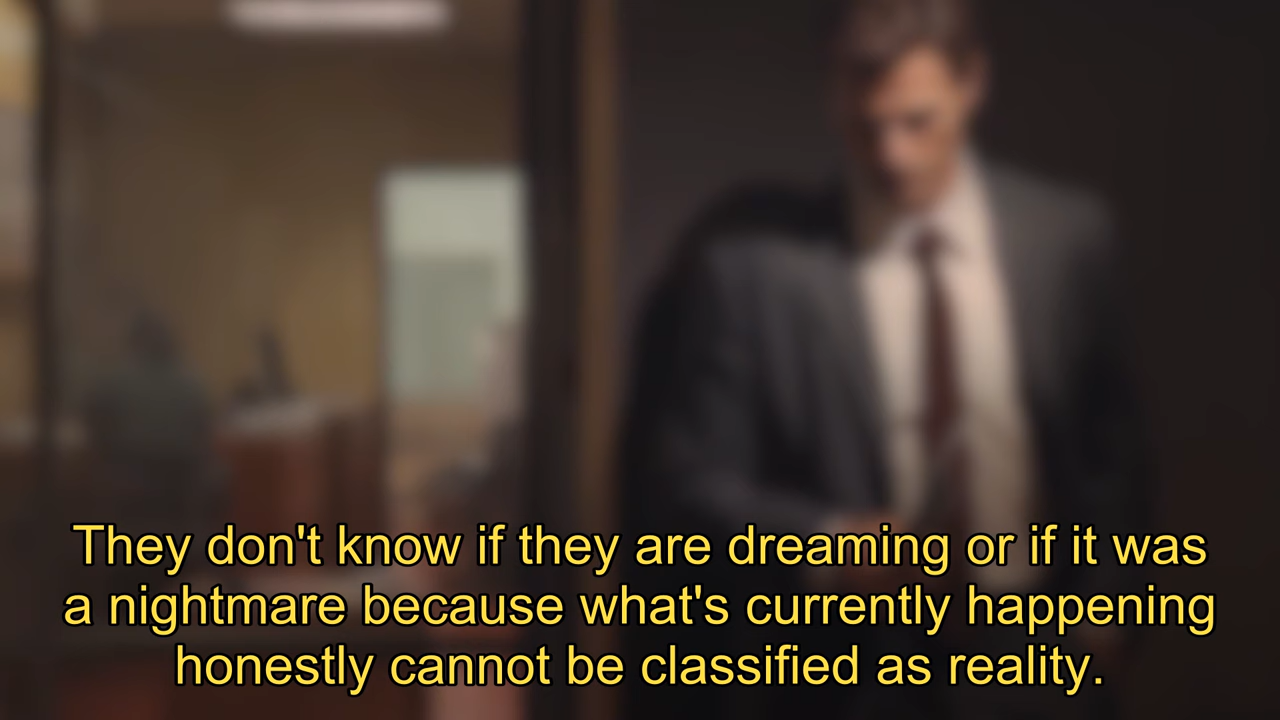 They don't know if they are dreaming or if it was
a nightmare because what's currently happening
honestly cannot be classified as reality.